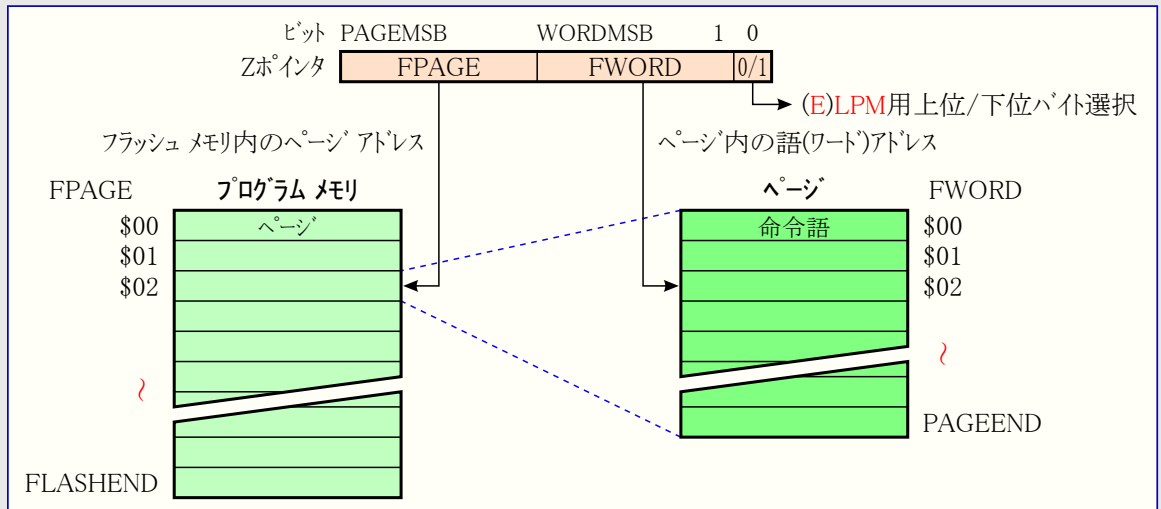 ビット PAGEMSB WORDMSB 1 0
Zポインタ FPAGE FWORD 0/1
(E)LPM用上位/下位バイト選択
フラッシュ メモリ内のページ アドレス
ページ内の語(ワード)アドレス
FPAGE プログラム メモリ
ページ FWORD
$00 ページ
命令語 $00
$01
$01
$02
$02
~
~
PAGEEND
FLASHEND